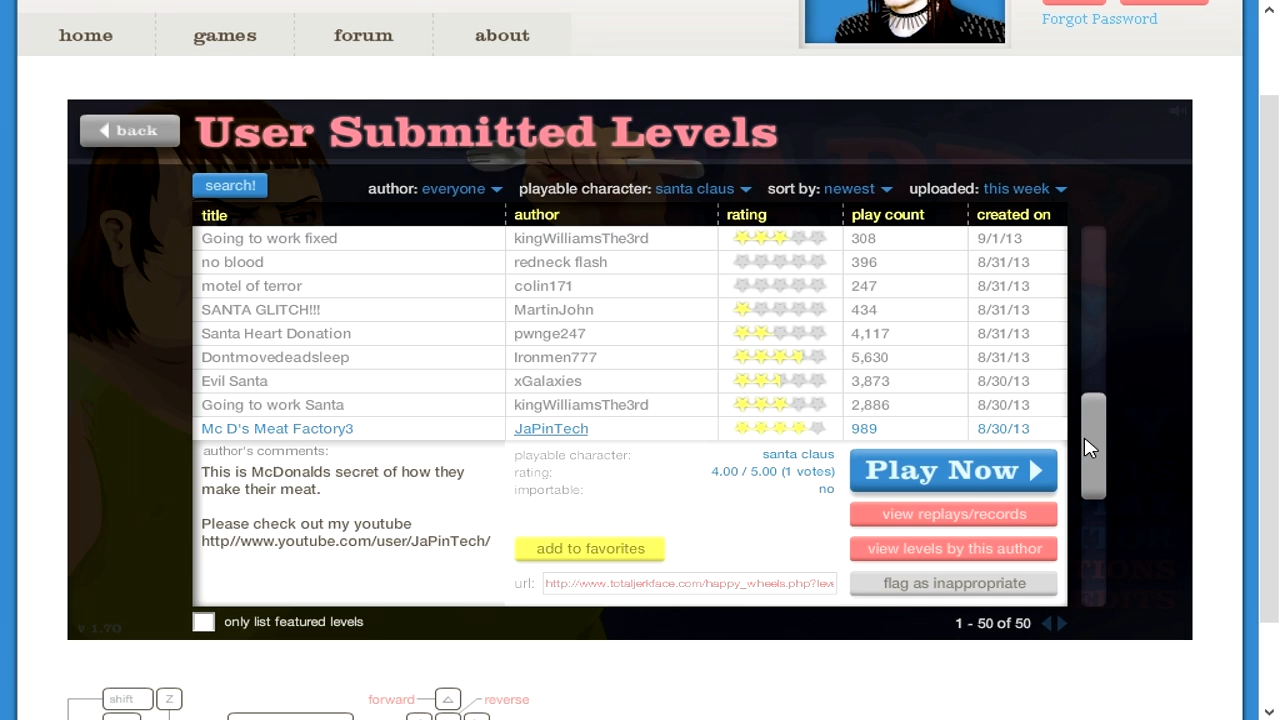 Forgot Password
home games forum about
back
User Submitted Levels
search!
author: everyone playable character: santa claus sort by: newest uploaded: this week
title author rating play count created on
Going to work fixed kingWilliamsThe3rd 308 9/1/13
no blood redneck flash 396 8/31/13
motel of terror colin171 247 8/31/13
SANTA GLITCH!!! MartinJohn 434 8/31/13
Santa Heart Donation pwnge247 4,117 8/31/13
Dontmovedeadsleep Ironmen777 5,630 8/31/13
Evil Santa xGalaxies 3,873 8/30/13
Going to work Santa kingWilliamsThe3rd 2,886 8/30/13
Mc D's Meat Factory3 JaPinTech 989 8/30/13
author's comments:
This is McDonalds secret of how they
make their meat.
Please check out my youtube
http//www.youtube.com/user/JaPinTech/
playable character: santa claus
rating: 4.00 / 5.00 (1 votes)
importable: no
add to favorites
url: http://www.totaljerkface.com/happy_wheels.php?leve
Play Now
view replays/records
view levels by this author
flag as inappropriate
only list featured levels
1 - 50 of 50
v 1.70
forward reverse
shift Z